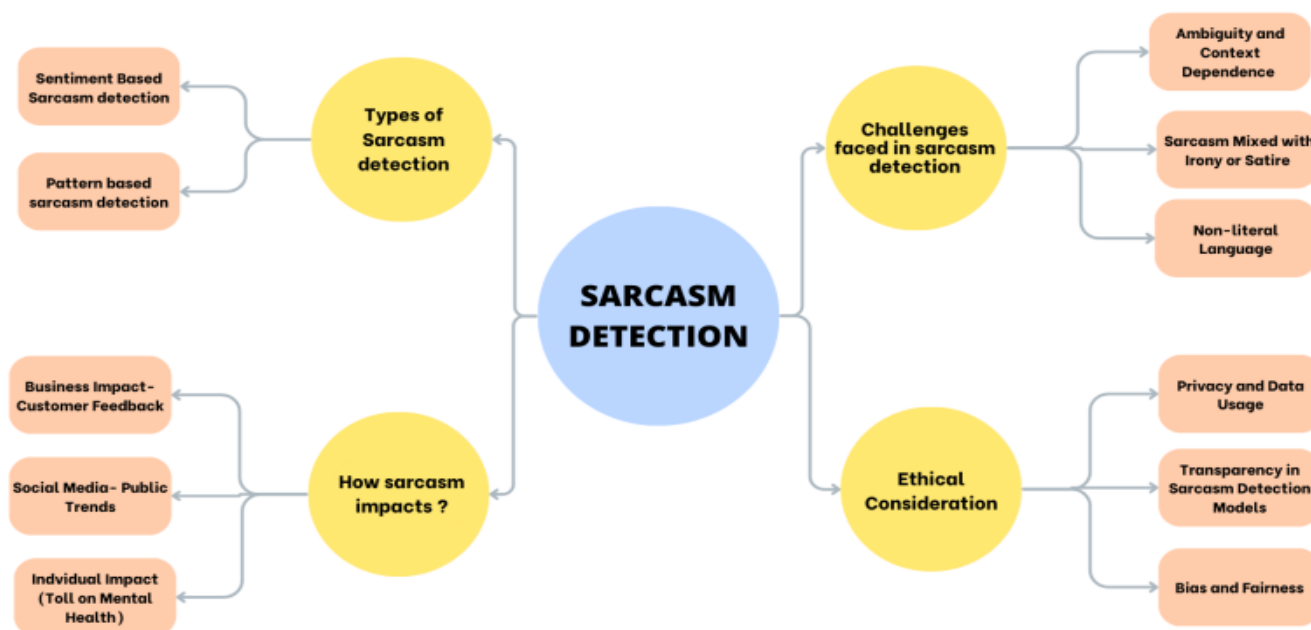 Sentiment Based
Sarcasm detection
Pattern based
sarcasm detection
Types of
Sarcasm
detection
Business Impact-
Customer Feedback
Social Media- Public
Trends
Indvidual Impact
(Toll on Mental
Health)
How sarcasm
impacts ?
SARCASM
DETECTION
Challenges
faced in sarcasm
detection
Ambiguity and
Context
Dependence
Sarcasm Mixed with
Irony or Satire
Non-literal
Language
Ethical
Consideration
Privacy and Data
Usage
Transparency in
Sarcasm Detection
Models
Bias and Fairness